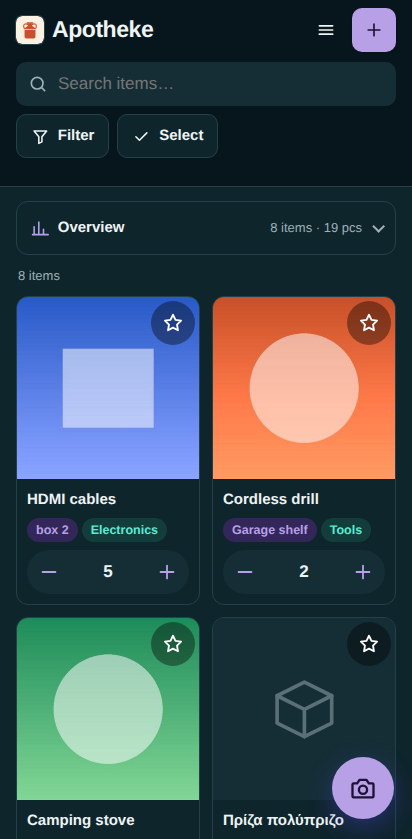 Apotheke
Search items…
Filter
Select
Overview
8 items · 19 pcs
8 items
HDMI cables
box 2
Electronics
5
Cordless drill
Garage shelf
Tools
2
Camping stove
Πρίζα πολύπριζο